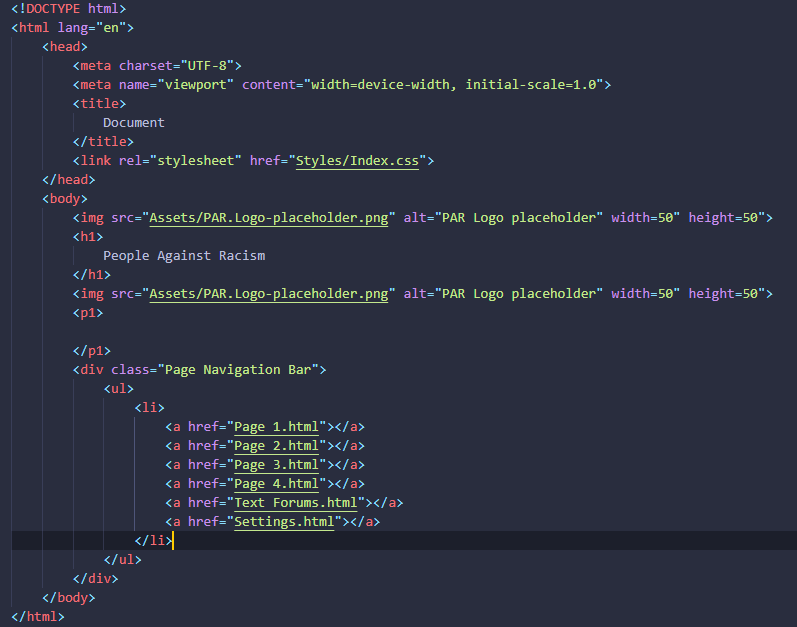 <!DOCTYPE html>
<html lang="en">
    <head>
        <meta charset="UTF-8">
        <meta name="viewport" content="width=device-width, initial-scale=1.0">
        <title>
            Document
        </title>
        <link rel="stylesheet" href="Styles/Index.css">
    </head>
    <body>
        <img src="Assets/PAR.Logo-placeholder.png" alt="PAR Logo placeholder" width=50" height=50">
        <h1>
            People Against Racism
        </h1>
        <img src="Assets/PAR.Logo-placeholder.png" alt="PAR Logo placeholder" width=50" height=50">
        <p1>

        </p1>
        <div class="Page Navigation Bar">
            <ul>
                <li>
                    <a href="Page 1.html"></a>
                    <a href="Page 2.html"></a>
                    <a href="Page 3.html"></a>
                    <a href="Page 4.html"></a>
                    <a href="Text Forums.html"></a>
                    <a href="Settings.html"></a>
                </li>
            </ul>
        </div>
    </body>
</html>